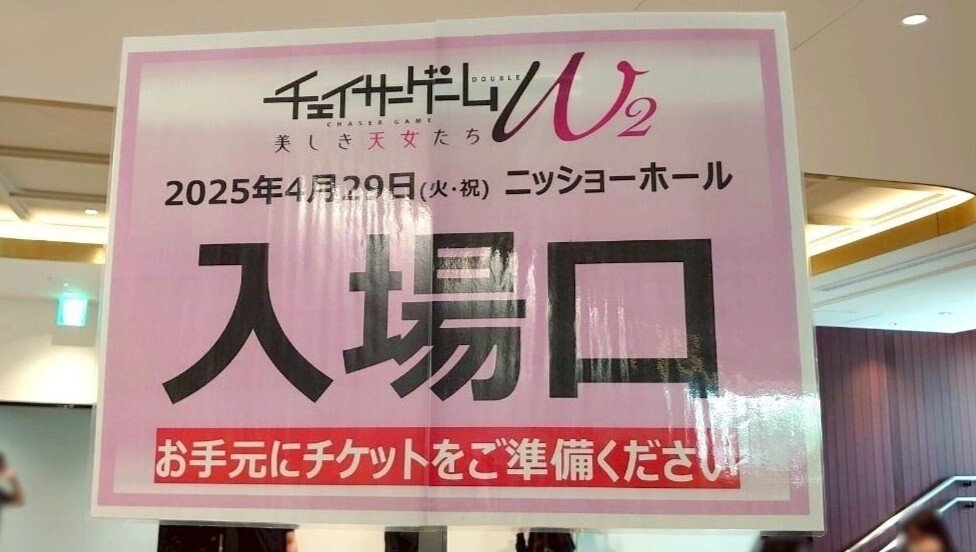 チェイサーゲーム DOUBLE W2
CHASER GAME
美しき天女たち
2025年4月29日(火・祝) ニッショーホール
入場口
お手元にチケットをご準備ください